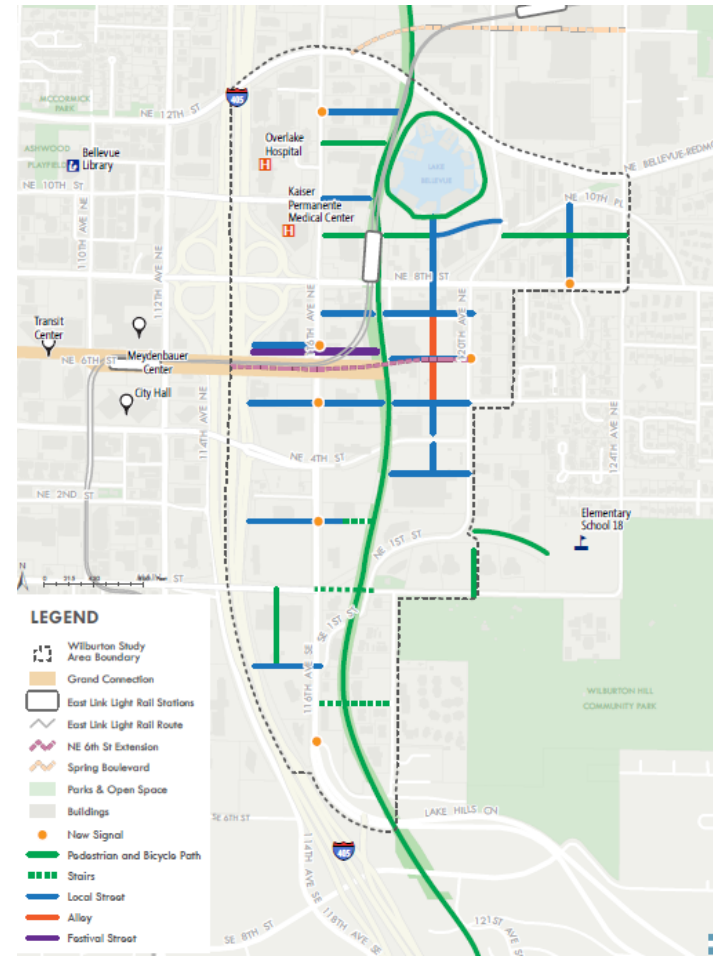 MCCORMICK
PARK
405
NE 12TH ST
ASHWOOD
PLAYFIELD
Bellevue
Library
Overlake
Hospital
H
LAKE
BELLEVUE
NE BELLEVUE-REDM
NE 10TH ST
Kaiser
Permanente
Medical Center
H
NE 10TH PL
110TH AVE NE
112TH AVE NE
116TH AVE NE
NE 8TH ST
120TH AVE NE
Transit
Center
NE 6TH ST
Meydenbauer
Center
City Hall
114TH AVE NE
124TH AVE NE
NE 4TH ST
NE 2ND ST
Elementary
School 18
NE 1ST ST
N
ST
SE 1ST ST
116TH AVE SE
WILBURTON HILL
COMMUNITY PARK
LEGEND
Wilburton Study
Area Boundary
Grand Connection
East Link Light Rail Stations
East Link Light Rail Route
NE 6th St Extension
Spring Boulevard
Parks & Open Space
Buildings
New Signal
Pedestrian and Bicycle Path
Stairs
Local Street
Alley
Festival Street
SE 6TH ST
LAKE HILLS CN
405
114TH AVE SE
118TH AVE SE
SE 8TH ST
121ST AVE S